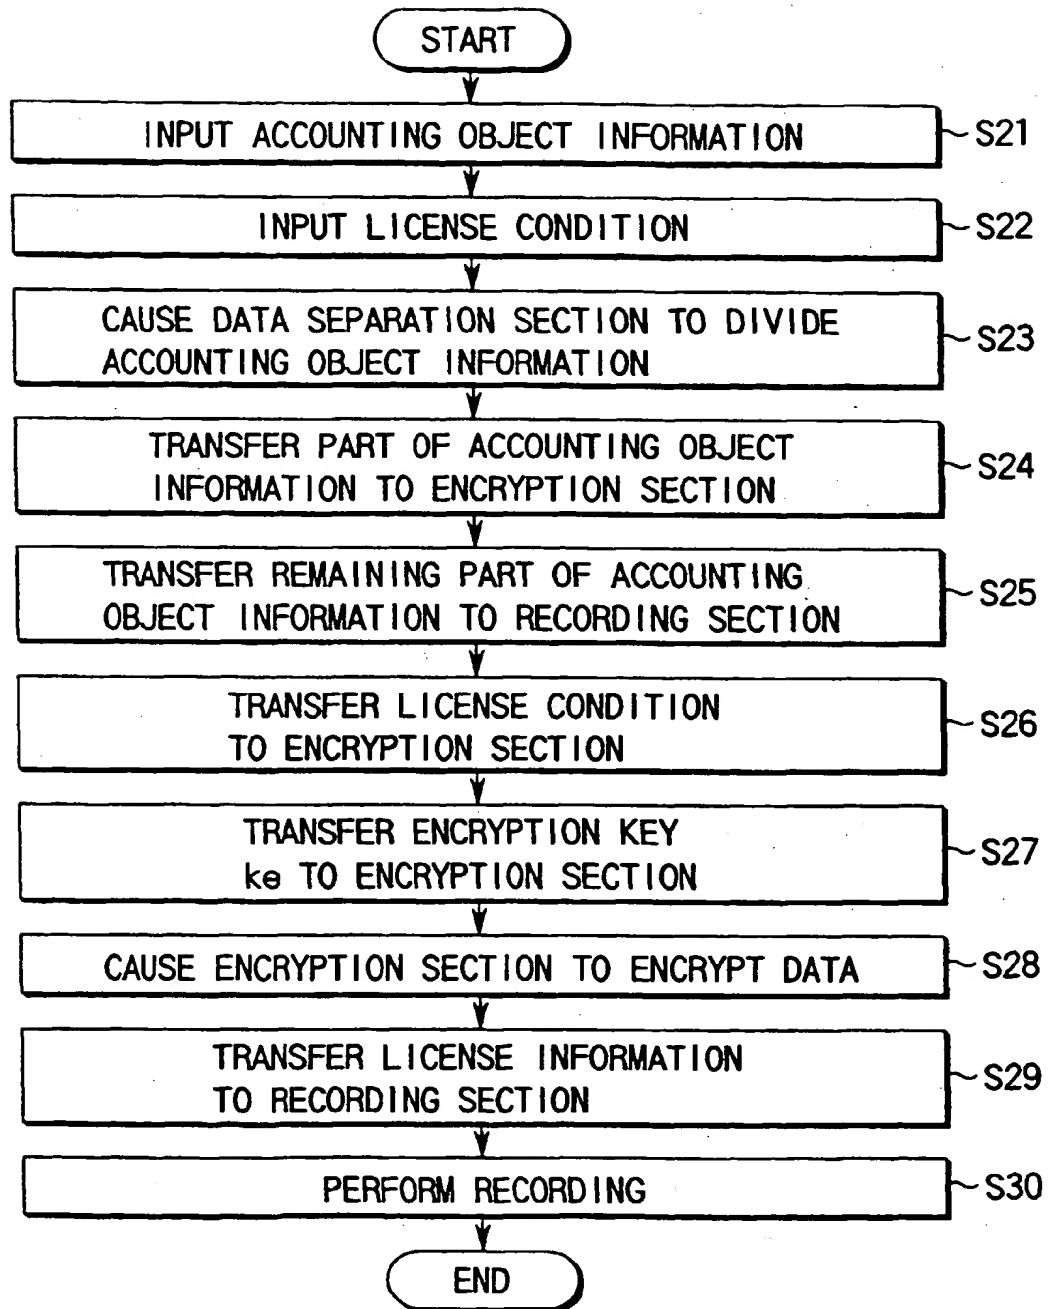 START
INPUT ACCOUNTING OBJECT INFORMATION
S21
INPUT LICENSE CONDITION
S22
CAUSE DATA SEPARATION SECTION TO DIVIDE
ACCOUNTING OBJECT INFORMATION
S23
TRANSFER PART OF ACCOUNTING OBJECT
INFORMATION TO ENCRYPTION SECTION
S24
TRANSFER REMAINING PART OF ACCOUNTING
OBJECT INFORMATION TO RECORDING SECTION
S25
TRANSFER LICENSE CONDITION
TO ENCRYPTION SECTION
S26
TRANSFER ENCRYPTION KEY
ke TO ENCRYPTION SECTION
S27
CAUSE ENCRYPTION SECTION TO ENCRYPT DATA
S28
TRANSFER LICENSE INFORMATION
TO RECORDING SECTION
S29
PERFORM RECORDING
S30
END